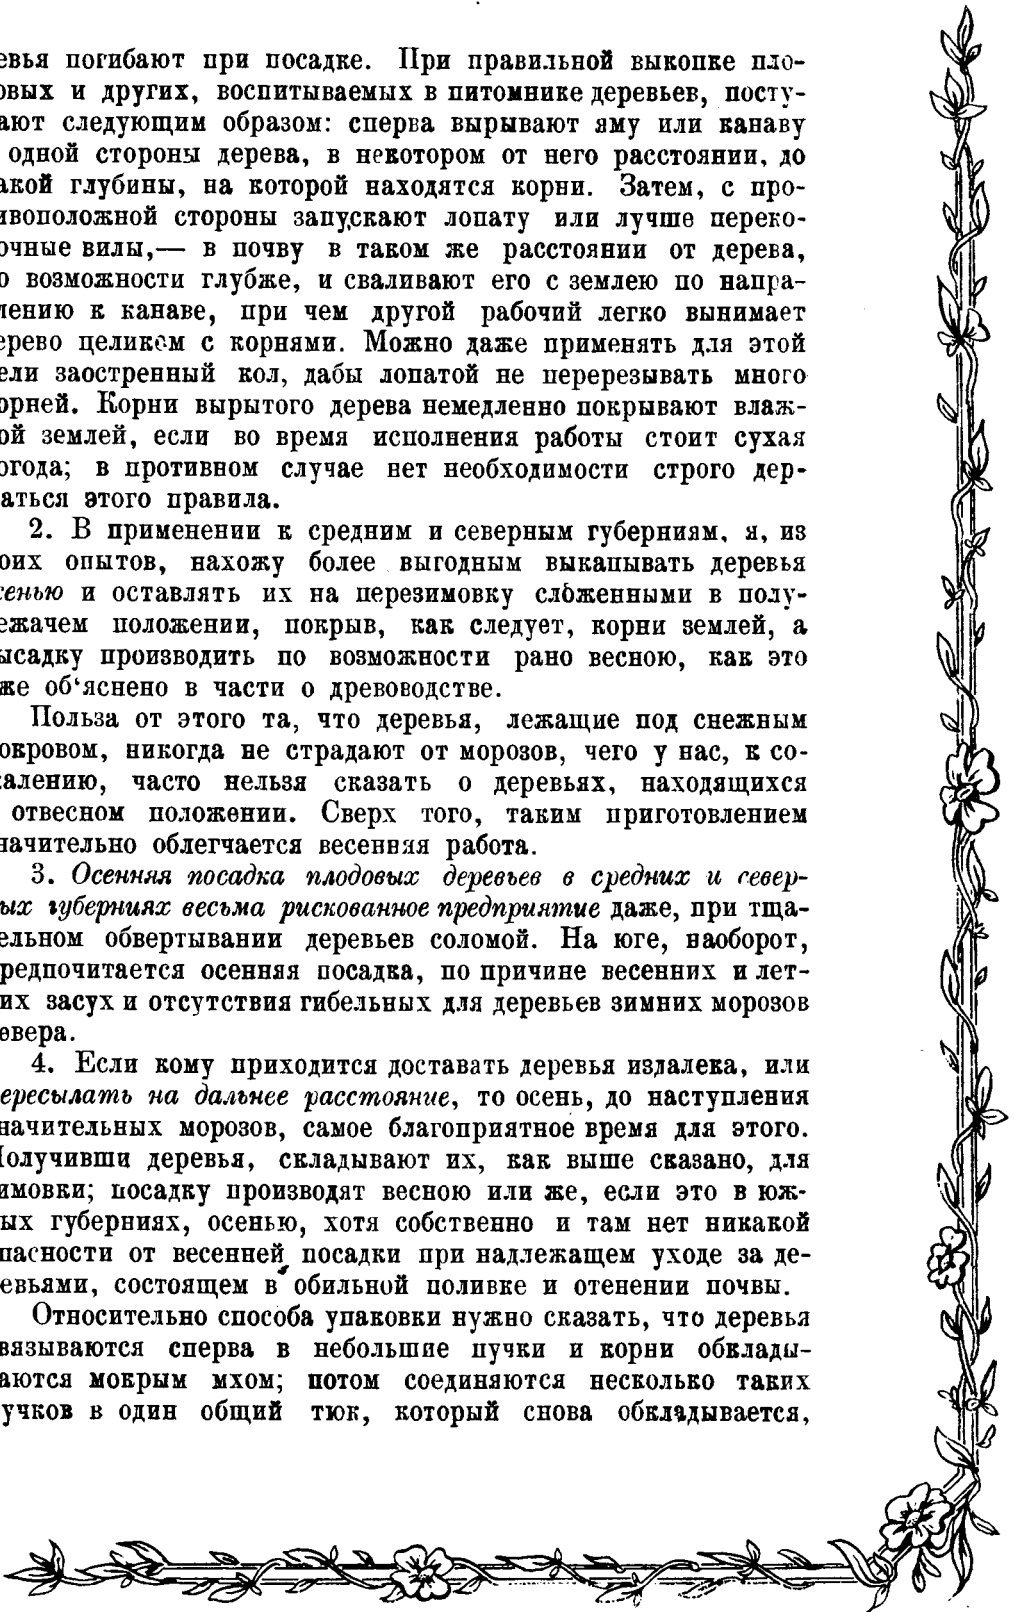 евья погибают при посадке. При правильной выкопке пло-
овых и других, воспитываемых в питомнике деревьев, посту-
ают следующим образом: сперва вырывают яму или канаву
одной стороны дерева, в некотором от него расстоянии, до
акой глубины, на которой находятся корни. Затем, с про-
ивоположной стороны запускают лопату или лучше переко-
очные вилы,— в почву в таком же расстоянии от дерева,
о возможности глубже, и сваливают его с землею по напра-
лению к канаве, при чем другой рабочий легко вынимает
ерево целиком с корнями. Можно даже применять для этой
ели заостренный кол, дабы лопатой не перерезывать много
орней. Корни вырытого дерева немедленно покрывают влаж-
ой землей, если во время исполнения работы стоит сухая
огода; в противном случае нет необходимости строго дер-
аться этого правила.
2. В применении к средним и северным губерниям, я, из
оих опытов, нахожу более выгодным выкапывать деревья
сенью и оставлять их на перезимовку сложенными в полу-
ежачем положении, покрыв, как следует, корни землей, а
ысадку производить по возможности рано весною, как это
же об‘яснено в части о древоводстве.
Польза от этого та, что деревья, лежащие под снежным
окровом, никогда не страдают от морозов, чего у нас, к со-
алению, часто нельзя сказать о деревьях, находящихся
отвесном положении. Сверх того, таким приготовлением
начительно облегчается весенняя работа.
3. Осенняя посадка плодовых деревьев в средних и север-
ых губерниях весьма рискованное предприятие даже, при тща-
ельном обвертывании деревьев соломой. На юге, наоборот,
редпочитается осенняя посадка, по причине весенних и лет-
их засух и отсутствия гибельных для деревьев зимних морозов
евера.
4. Если кому приходится доставать деревья издалека, или
ересылать на дальнее расстояние, то осень, до наступления
начительных морозов, самое благоприятное время для этого.
Получивши деревья, складывают их, как выше сказано, для
имовки; посадку производят весною или же, если это в юж-
ых губерниях, осенью, хотя собственно и там нет никакой
пасности от весенней посадки при надлежащем уходе за де-
евьями, состоящем в обильной поливке и отенении почвы.
Относительно способа упаковки нужно сказать, что деревья
вязываются сперва в небольшие пучки и корни обклады-
аются мокрым мхом; потом соединяются несколько таких
учков в один общий тюк, который снова обкладывается,